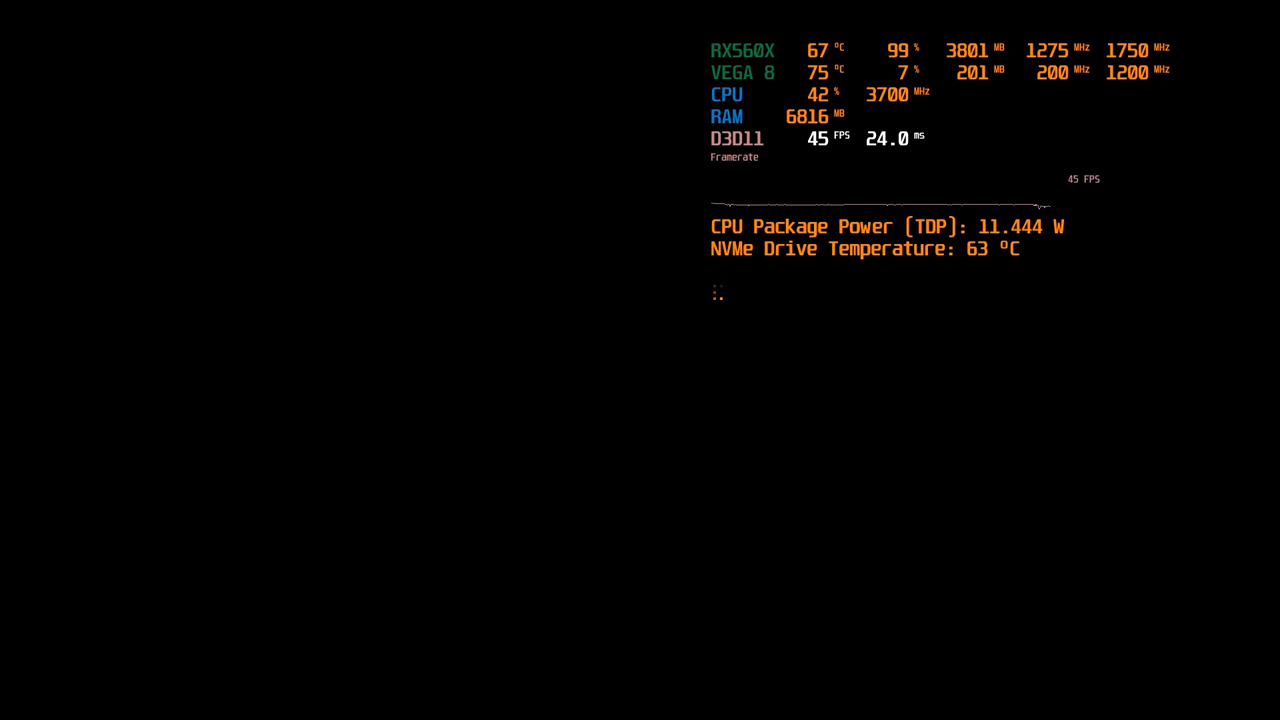 RX560X 67 °C 99 % 3801 MB 1275 MHz 1750 MHz
VEGA 8 75 °C 7 % 201 MB 200 MHz 1200 MHz
CPU 42 % 3700 MHz
RAM 6816 MB
D3D11 45 FPS 24.0 ms
Framerate
45 FPS
CPU Package Power (TDP): 11.444 W
NVMe Drive Temperature: 63 ºC